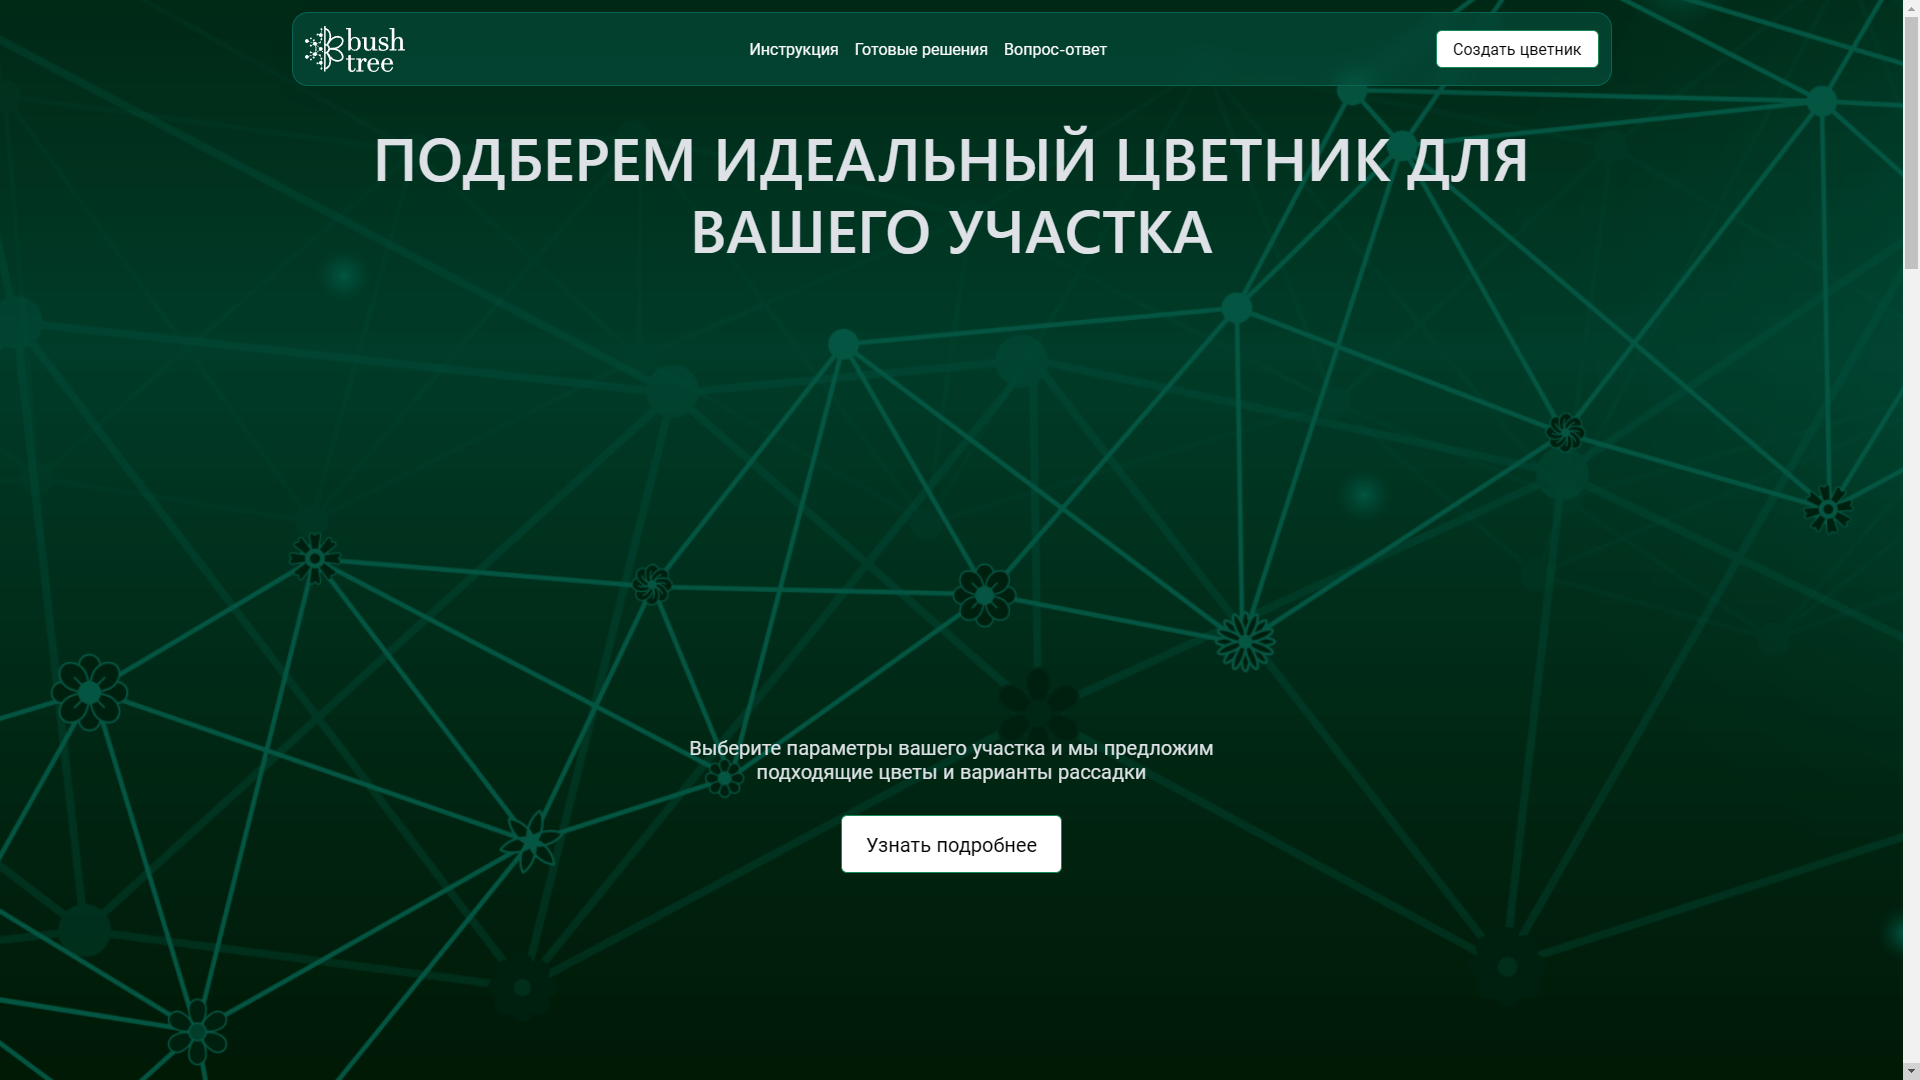 bush
tree
Инструкция Готовые решения Вопрос-ответ
Создать цветник
ПОДБЕРЕМ ИДЕАЛЬНЫЙ ЦВЕТНИК ДЛЯ
ВАШЕГО УЧАСТКА
Выберите параметры вашего участка и мы предложим
подходящие цветы и варианты рассадки
Узнать подробнее